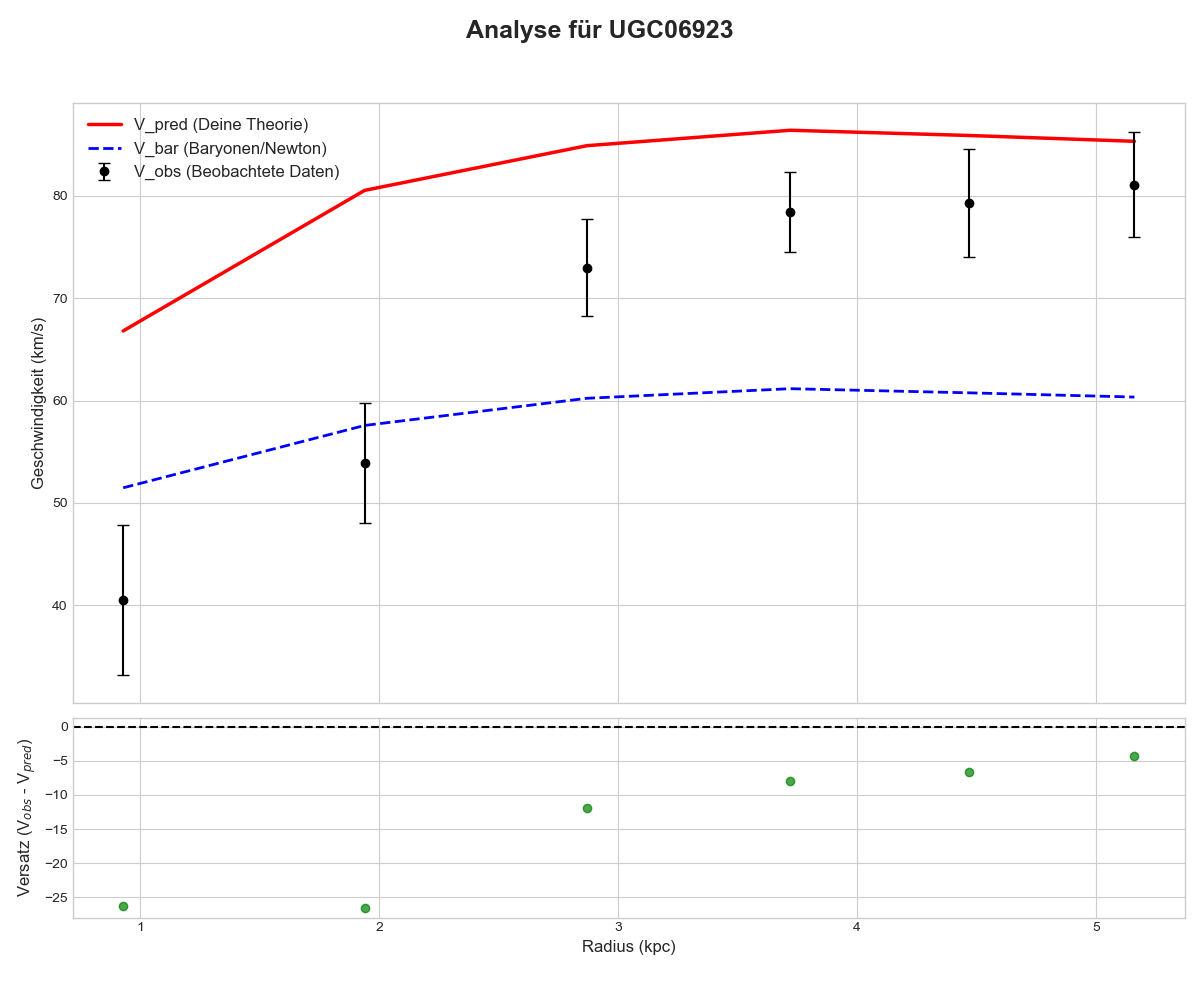 Analyse für UGC06923
V_pred (Deine Theorie)
V_bar (Baryonen/Newton)
V_obs (Beobachtete Daten)
Geschwindigkeit (km/s)
80
70
60
50
40
Versatz (V_obs - V_pred)
0
−5
−10
−15
−20
−25
1 2 3 4 5
Radius (kpc)